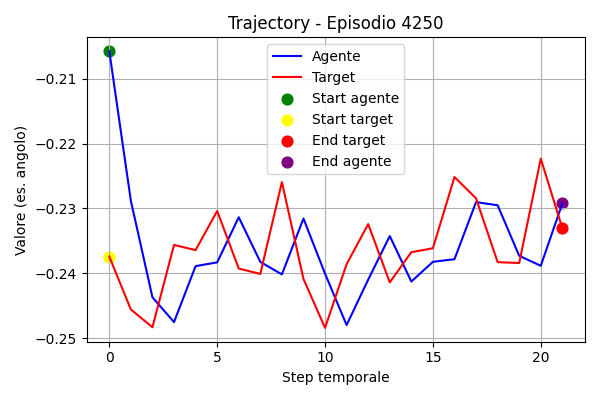 Trajectory - Episodio 4250
Agente
Target
Start agente
Start target
End target
End agente
Valore (es. angolo)
−0.21
−0.22
−0.23
−0.24
−0.25
0
5
10
15
20
Step temporale